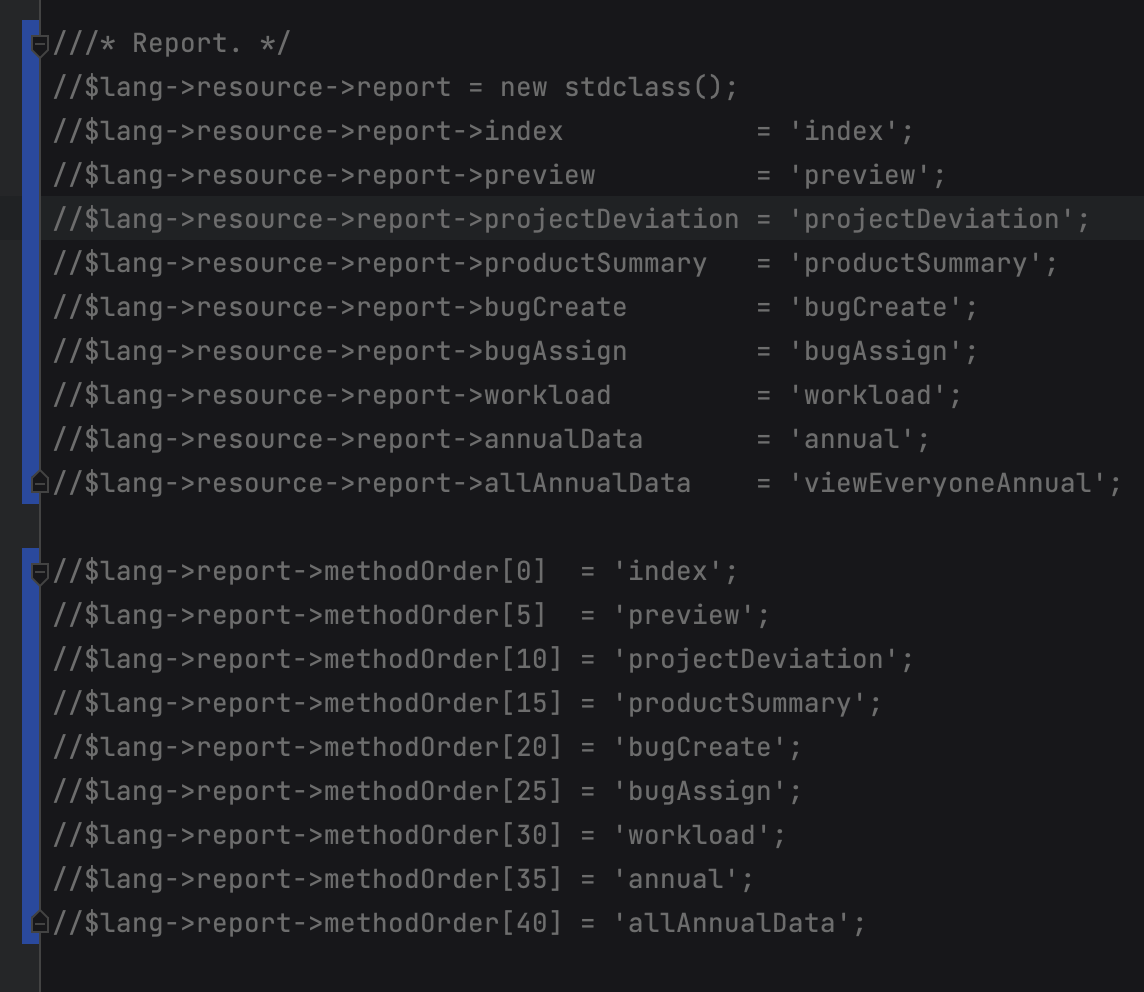 ///* Report. */
//$lang->resource->report = new stdclass();
//$lang->resource->report->index            = 'index';
//$lang->resource->report->preview          = 'preview';
//$lang->resource->report->projectDeviation = 'projectDeviation';
//$lang->resource->report->productSummary   = 'productSummary';
//$lang->resource->report->bugCreate        = 'bugCreate';
//$lang->resource->report->bugAssign        = 'bugAssign';
//$lang->resource->report->workload         = 'workload';
//$lang->resource->report->annualData       = 'annual';
//$lang->resource->report->allAnnualData    = 'viewEveryoneAnnual';

//$lang->report->methodOrder[0]  = 'index';
//$lang->report->methodOrder[5]  = 'preview';
//$lang->report->methodOrder[10] = 'projectDeviation';
//$lang->report->methodOrder[15] = 'productSummary';
//$lang->report->methodOrder[20] = 'bugCreate';
//$lang->report->methodOrder[25] = 'bugAssign';
//$lang->report->methodOrder[30] = 'workload';
//$lang->report->methodOrder[35] = 'annual';
//$lang->report->methodOrder[40] = 'allAnnualData';